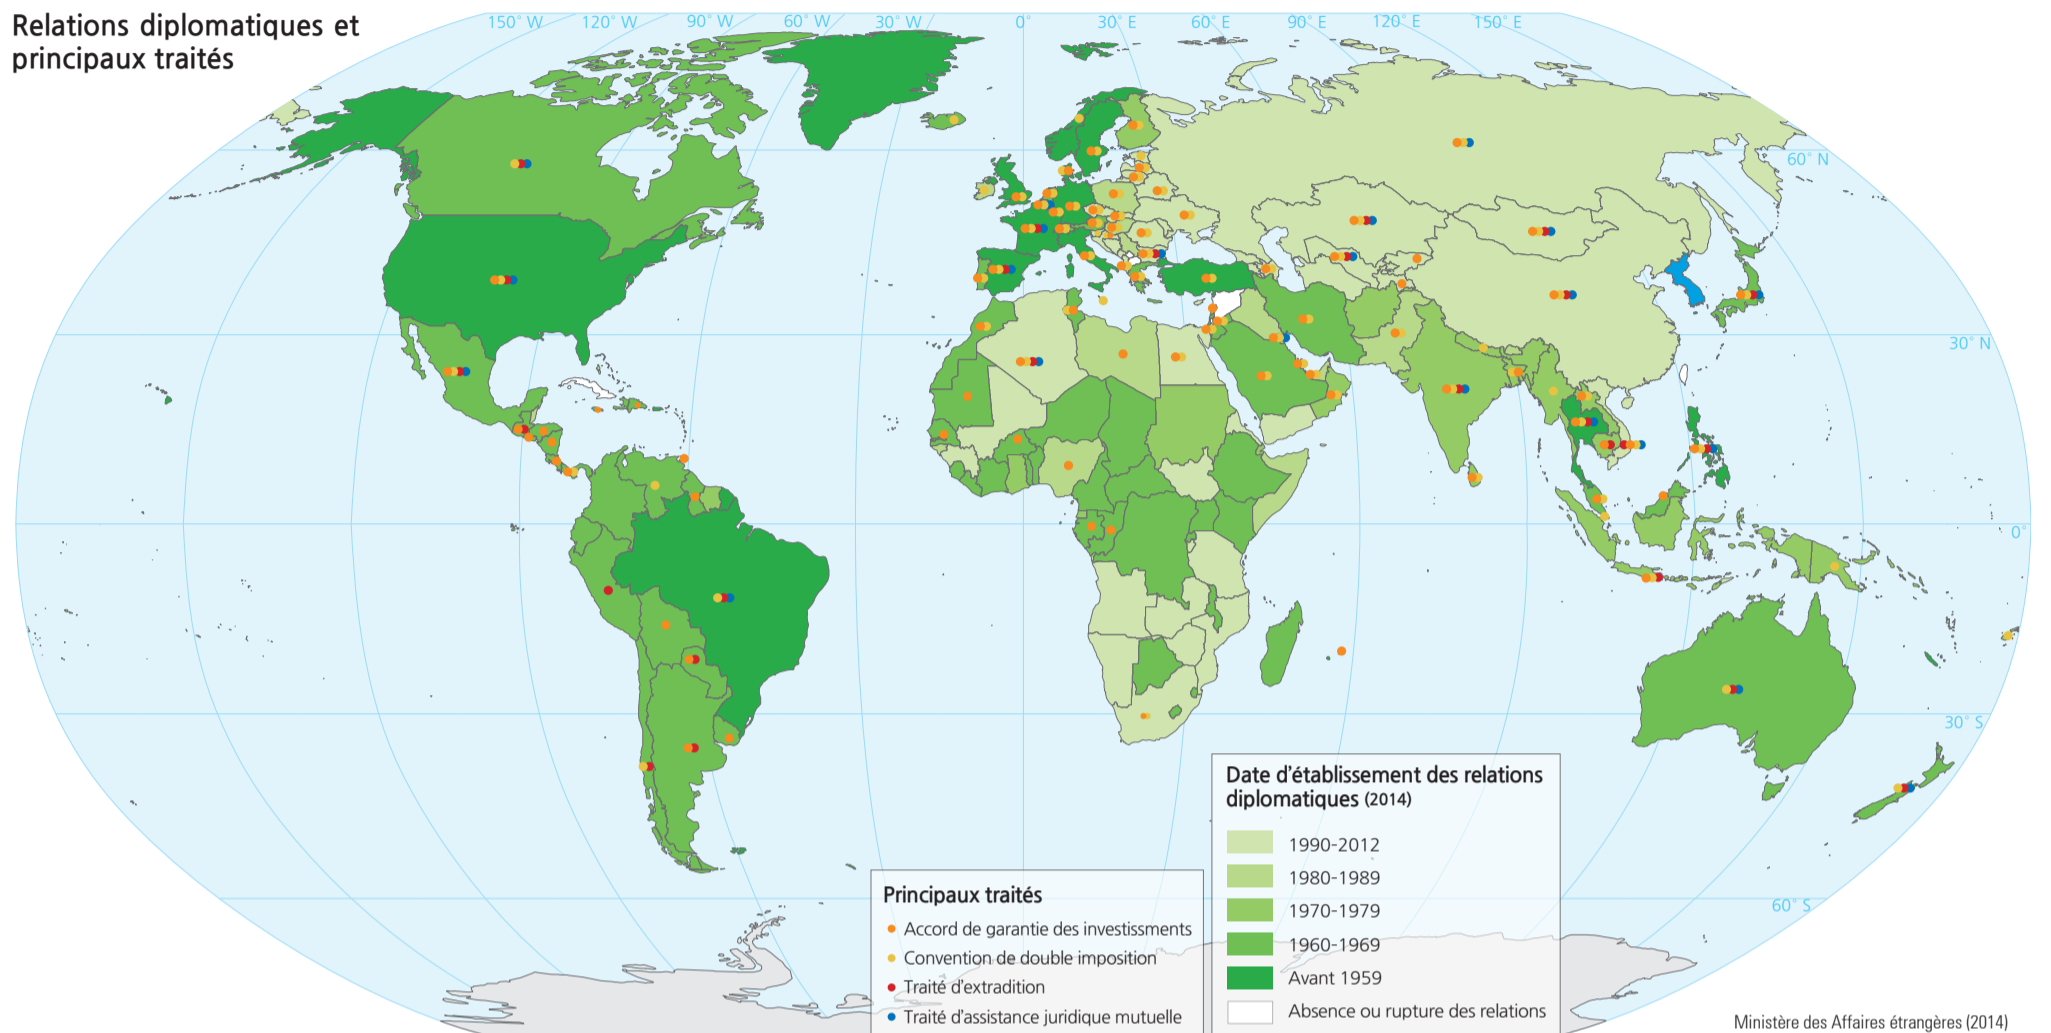 Relations diplomatiques et
principaux traités
150° W
120° W
90° W
60° W
30° W
0°
30° E
60° E
90° E
120° E
150° E
60° N
30° N
0°
30° S
60° S
Principaux traités
Accord de garantie des investissments
Convention de double imposition
Traité d'extradition
Traité d'assistance juridique mutuelle
Date d'établissement des relations
diplomatiques (2014)
1990-2012
1980-1989
1970-1979
1960-1969
Avant 1959
Absence ou rupture des relations
Ministère des Affaires étrangères (2014)